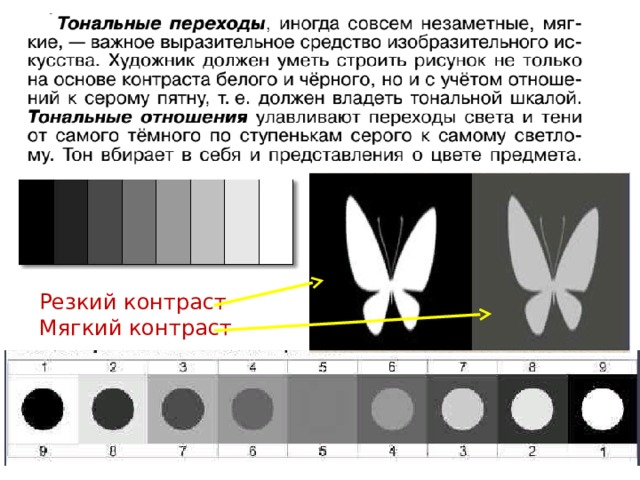 Тональные переходы, иногда совсем незаметные, мяг-
кие, — важное выразительное средство изобразительного ис-
кусства. Художник должен уметь строить рисунок не только
на основе контраста белого и чёрного, но и с учётом отноше-
ний к серому пятну, т. е. должен владеть тональной шкалой.
Тональные отношения улавливают переходы света и тени
от самого тёмного по ступенькам серого к самому светло-
му. Тон вбирает в себя и представления о цвете предмета.
Резкий контраст
Мягкий контраст
1 2 3 4 5 6 7 8 9
9 8 7 6 5 4 3 2 1